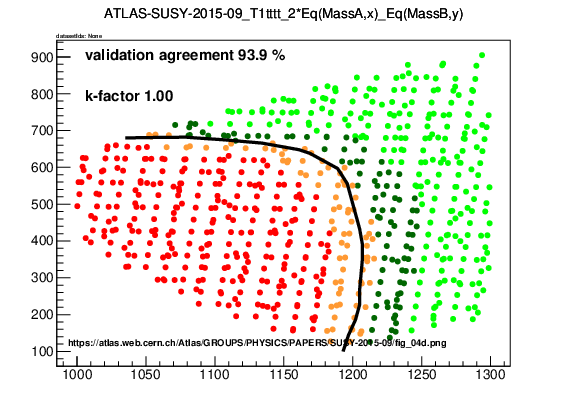 ATLAS-SUSY-2015-09_T1tttt_2*Eq(MassA,x)_Eq(MassB,y)
datasetIds: None
validation agreement 93.9 %
k-factor 1.00
900
800
700
600
500
400
300
200
100
https://atlas.web.cern.ch/Atlas/GROUPS/PHYSICS/PAPERS/SUSY-2015-09/fig_04d.png
1000 1050 1100 1150 1200 1250 1300